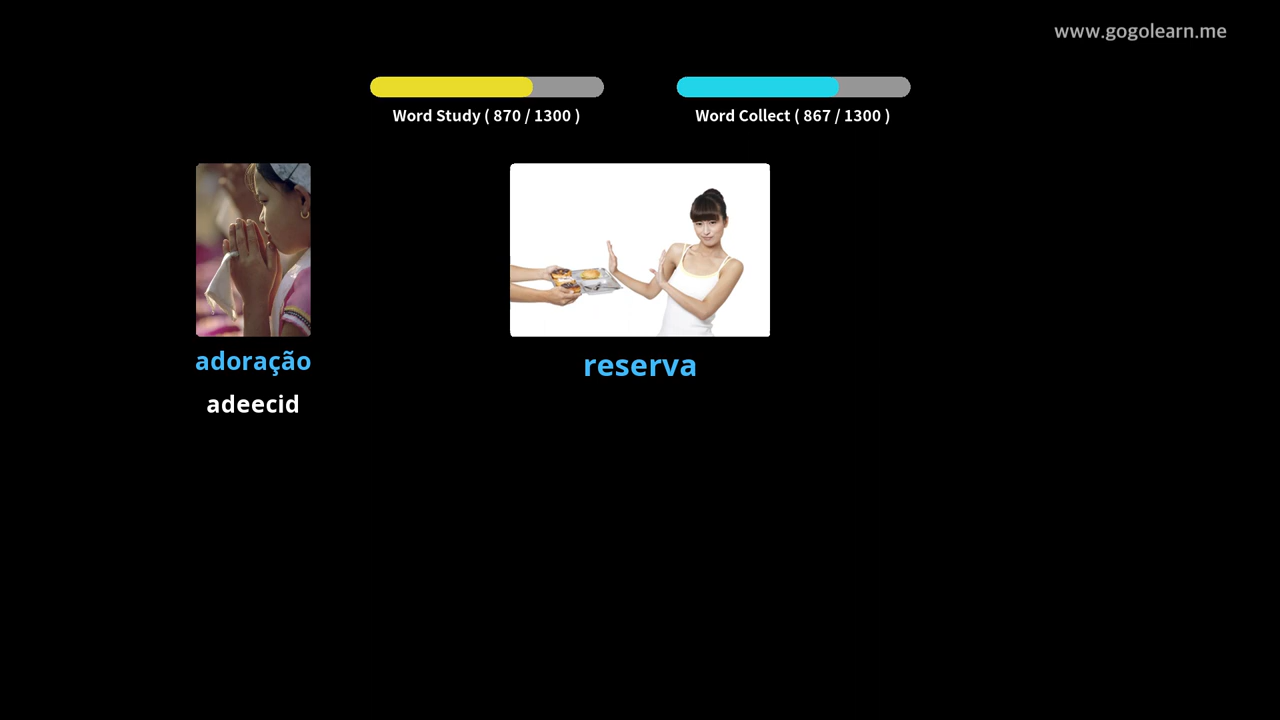 www.gogolearn.me
Word Study ( 870 / 1300 )
Word Collect ( 867 / 1300 )
adoração
adeecid
reserva